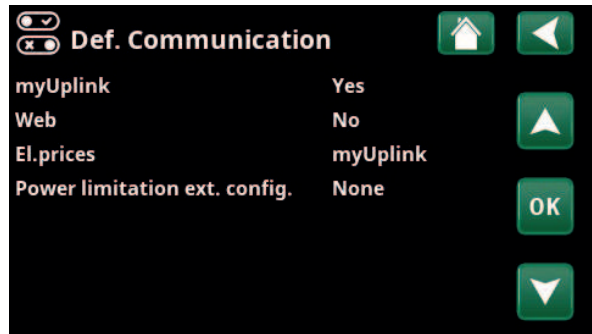 Def. Communication
myUplink Yes
Web No
El.prices myUplink
Power limitation ext. config. None
OK